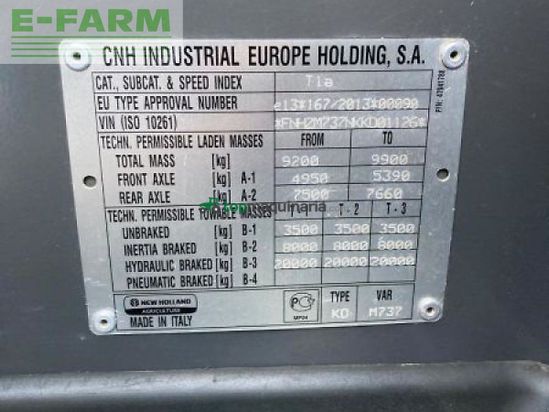 E-FARM
CNH INDUSTRIAL EUROPE HOLDING, S.A.
CAT., SUBCAT. & SPEED INDEX T1a
EU TYPE APPROVAL NUMBER e13*167/2013*00090
VIN (ISO 10261)
TECHN. PERMISSIBLE LADEN MASSES FROM TO
TOTAL MASS [kg] 9200 9900
FRONT AXLE [kg] A-1 4950 5390
REAR AXLE [kg] A-2 7500 7660
TECHN. PERMISSIBLE TOWABLE MASSES T-2 T-3
UNBRAKED [kg] B-1 3500 3500 3500
INERTIA BRAKED [kg] B-2 8000 8000 8000
HYDRAULIC BRAKED [kg] B-3 20000 20000 20000
PNEUMATIC BRAKED [kg] B-4
NEW HOLLAND
AGRICULTURE
MADE IN ITALY
TYPE VAR
KO M737
P/N: 47941788